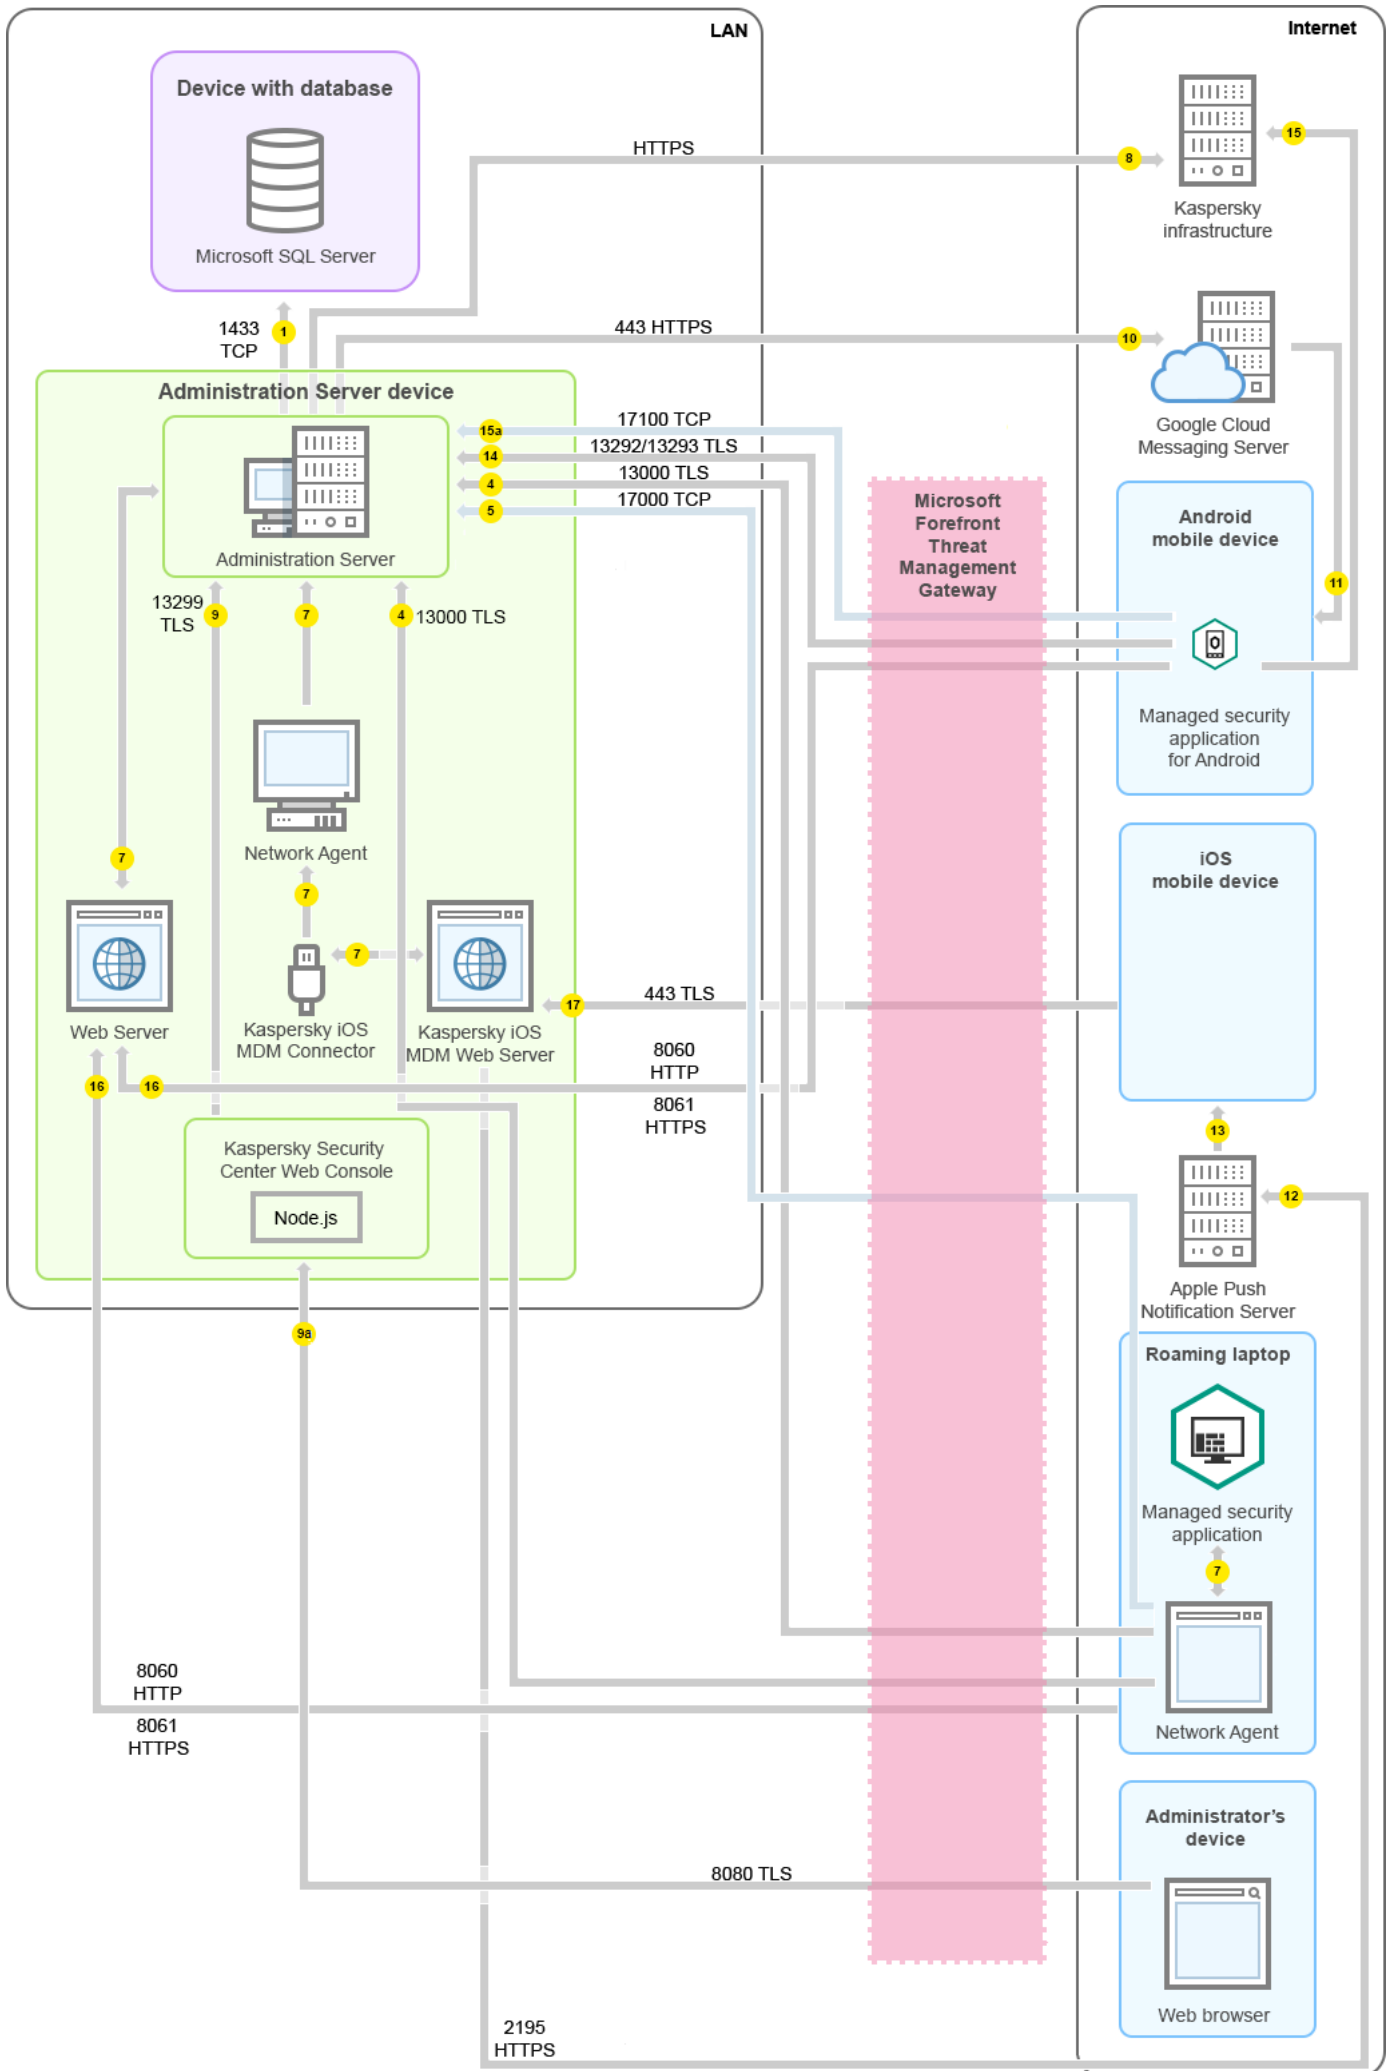 LAN
Internet
Device with database
Microsoft SQL Server
HTTPS
8
15
Kaspersky
infrastructure
1433
TCP
1
443 HTTPS
10
Google Cloud
Messaging Server
Administration Server device
Administration Server
15a
17100 TCP
14
13292/13293 TLS
4
13000 TLS
5
17000 TCP
Microsoft
Forefront
Threat
Management
Gateway
Android
mobile device
11
Managed security
application
for Android
13299
TLS
9
7
4
13000 TLS
Network Agent
7
7
7
Web Server
Kaspersky iOS
MDM Connector
Kaspersky iOS
MDM Web Server
17
443 TLS
iOS
mobile device
16
16
8060
HTTP
8061
HTTPS
Kaspersky Security
Center Web Console
Node.js
13
12
Apple Push
Notification Server
9a
Roaming laptop
Managed security
application
7
Network Agent
8060
HTTP
8061
HTTPS
8080 TLS
Administrator's
device
Web browser
2195
HTTPS